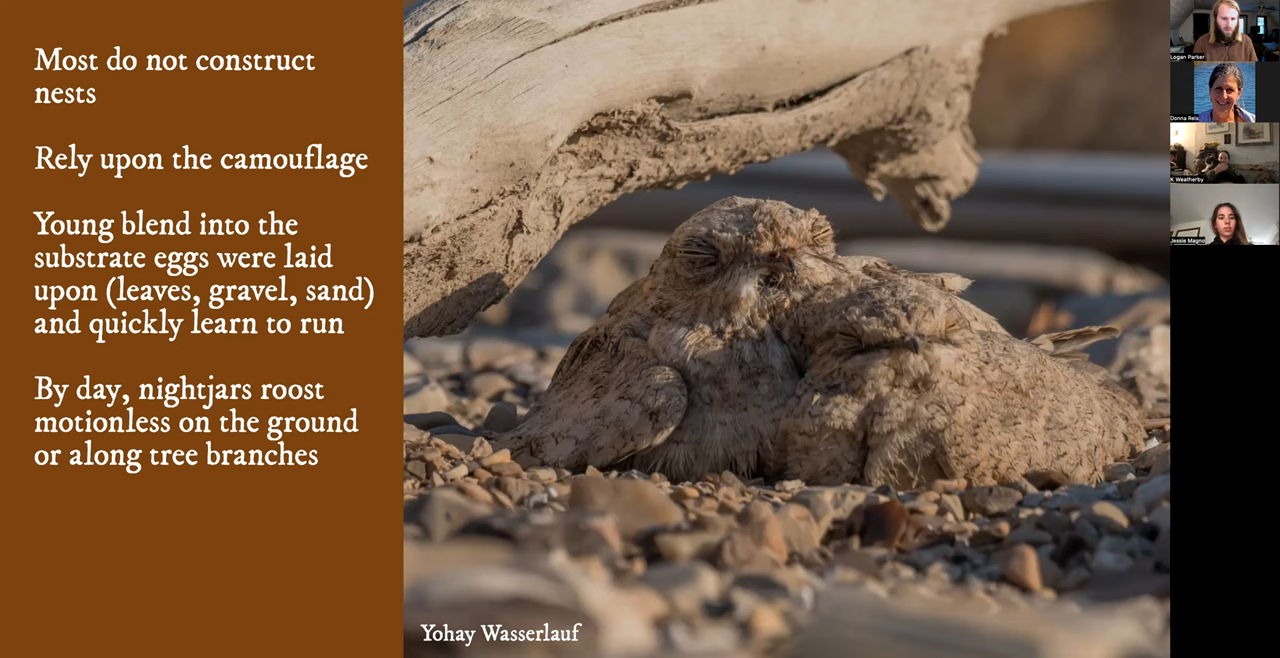 Most do not construct
nests
Rely upon the camouflage
Young blend into the
substrate eggs were laid
upon (leaves, gravel, sand)
and quickly learn to run
By day, nightjars roost
motionless on the ground
or along tree branches
Yohay Wasserlauf
Logan Parker
Donna Reis
K Weatherby
Jessie Magno